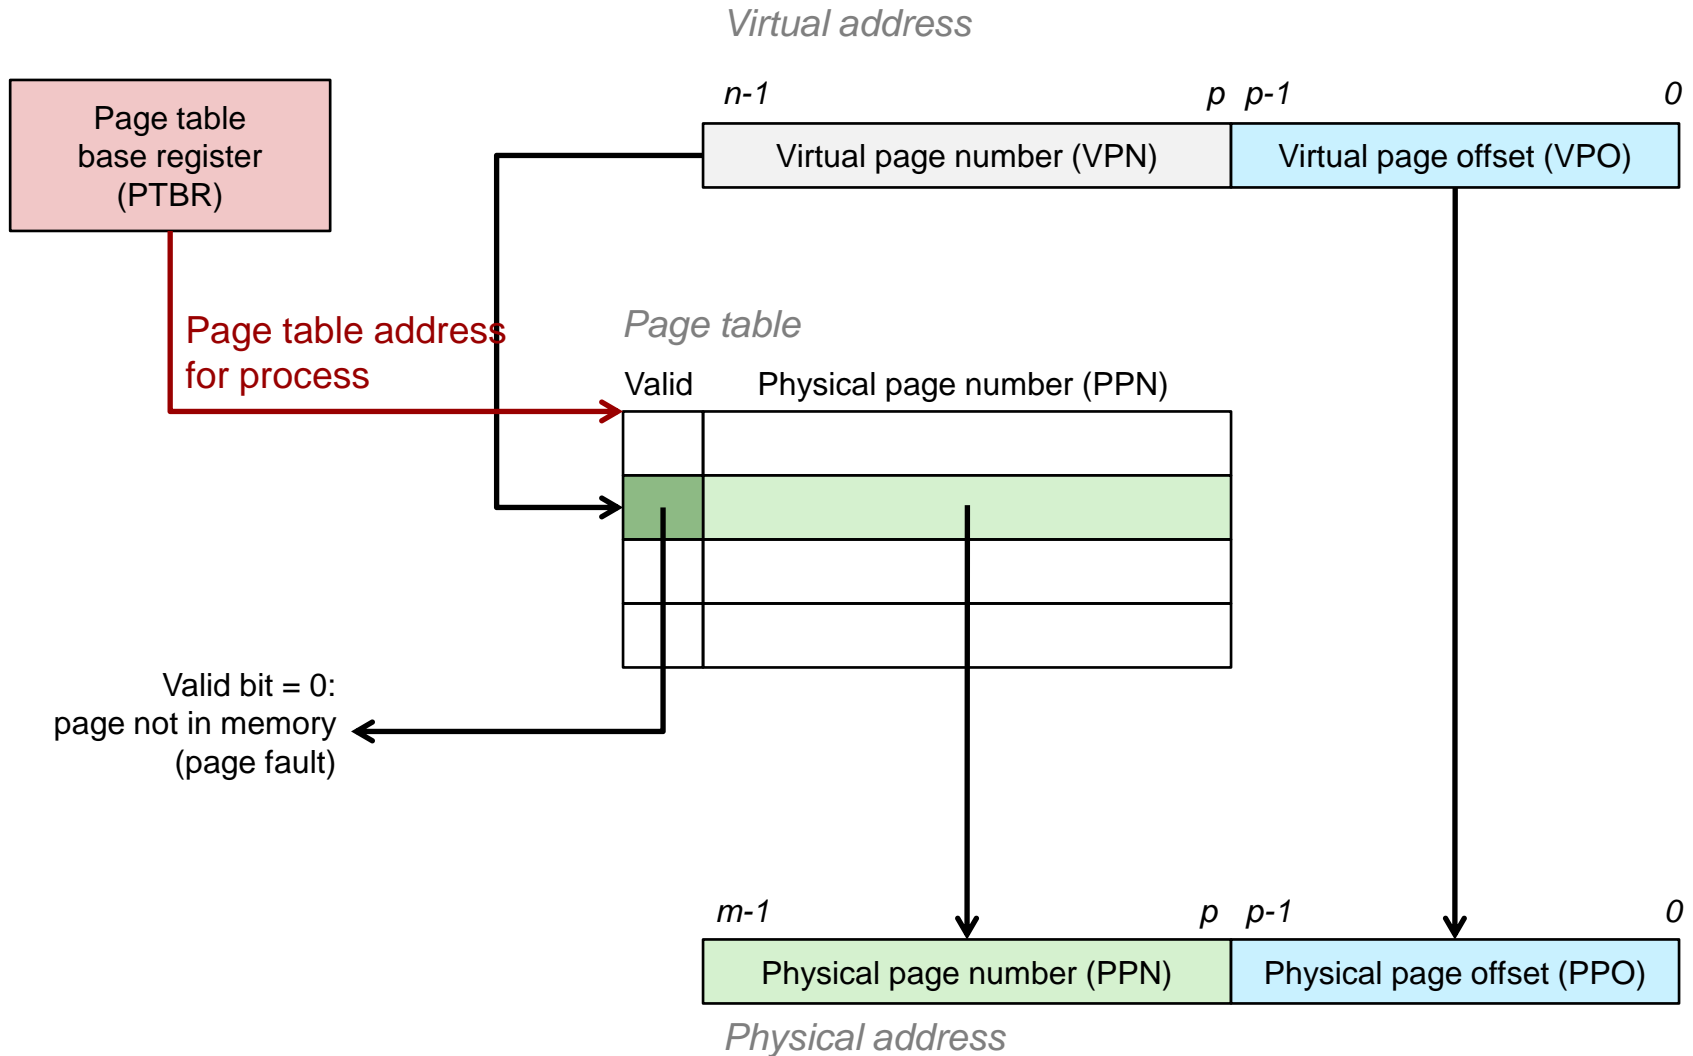 Virtual address
n-1 p p-1 0
Page table
base register
(PTBR)
Virtual page number (VPN) Virtual page offset (VPO)
Page table address
for process
Page table
Valid Physical page number (PPN)
Valid bit = 0:
page not in memory
(page fault)
m-1 p p-1 0
Physical page number (PPN) Physical page offset (PPO)
Physical address